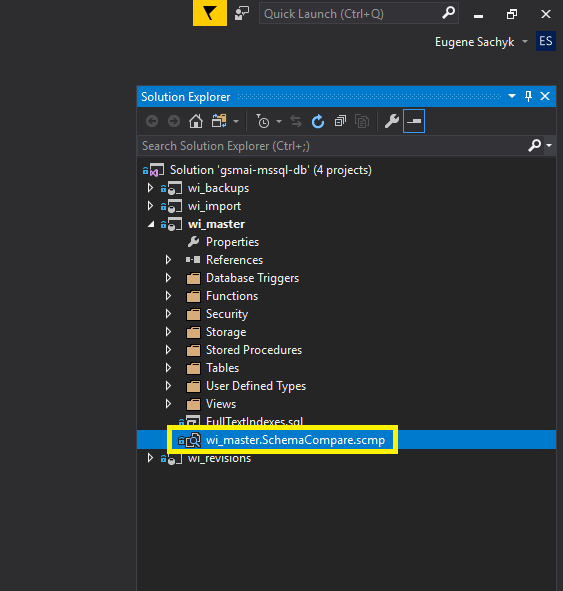 Quick Launch (Ctrl+Q)
Eugene Sachyk ES
Solution Explorer
Search Solution Explorer (Ctrl+;)
Solution 'gsmai-mssql-db' (4 projects)
wi_backups
wi_import
wi_master
Properties
References
Database Triggers
Functions
Security
Storage
Stored Procedures
Tables
User Defined Types
Views
FullTextIndexes.sql
wi_master.SchemaCompare.scmp
wi_revisions